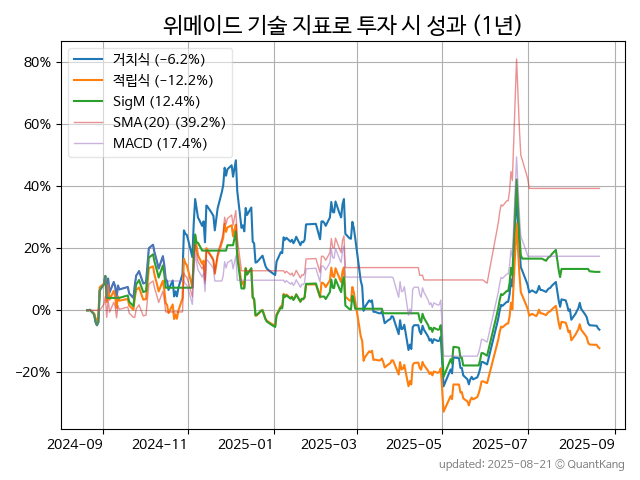 위메이드 기술 지표로 투자 시 성과 (1년)
거치식 (-6.2%)
적립식 (-12.2%)
SigM (12.4%)
SMA(20) (39.2%)
MACD (17.4%)
80%
60%
40%
20%
0%
-20%
2024-09
2024-11
2025-01
2025-03
2025-05
2025-07
2025-09
updated: 2025-08-21 © QuantKang